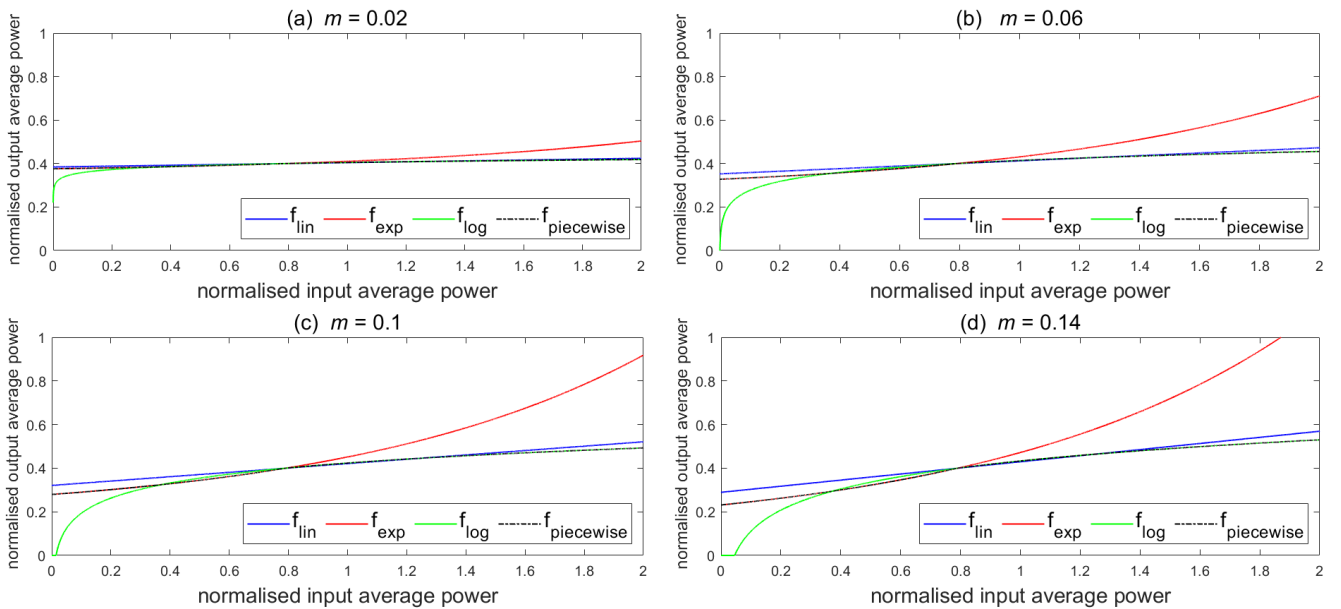 (a) m = 0.02
normalised output average power
1
0.8
0.6
0.4
0.2
0
f_lin f_exp f_log f_piecewise
0 0.2 0.4 0.6 0.8 1 1.2 1.4 1.6 1.8 2
normalised input average power
(b) m = 0.06
normalised output average power
1
0.8
0.6
0.4
0.2
0
f_lin f_exp f_log f_piecewise
0 0.2 0.4 0.6 0.8 1 1.2 1.4 1.6 1.8 2
normalised input average power
(c) m = 0.1
normalised output average power
1
0.8
0.6
0.4
0.2
0
f_lin f_exp f_log f_piecewise
0 0.2 0.4 0.6 0.8 1 1.2 1.4 1.6 1.8 2
normalised input average power
(d) m = 0.14
normalised output average power
1
0.8
0.6
0.4
0.2
0
f_lin f_exp f_log f_piecewise
0 0.2 0.4 0.6 0.8 1 1.2 1.4 1.6 1.8 2
normalised input average power